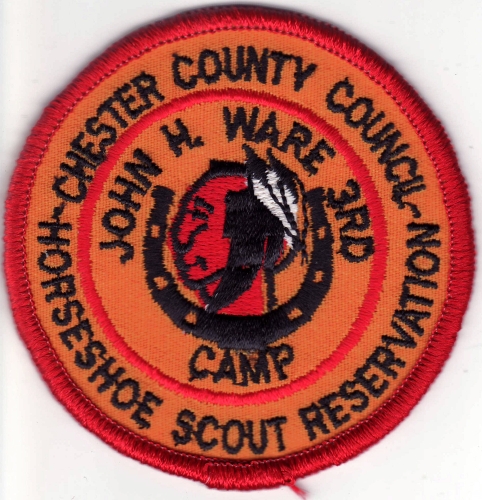 CHESTER COUNTY COUNCIL
HORSESHOE SCOUT RESERVATION
JOHN H. WARE 3RD
CAMP